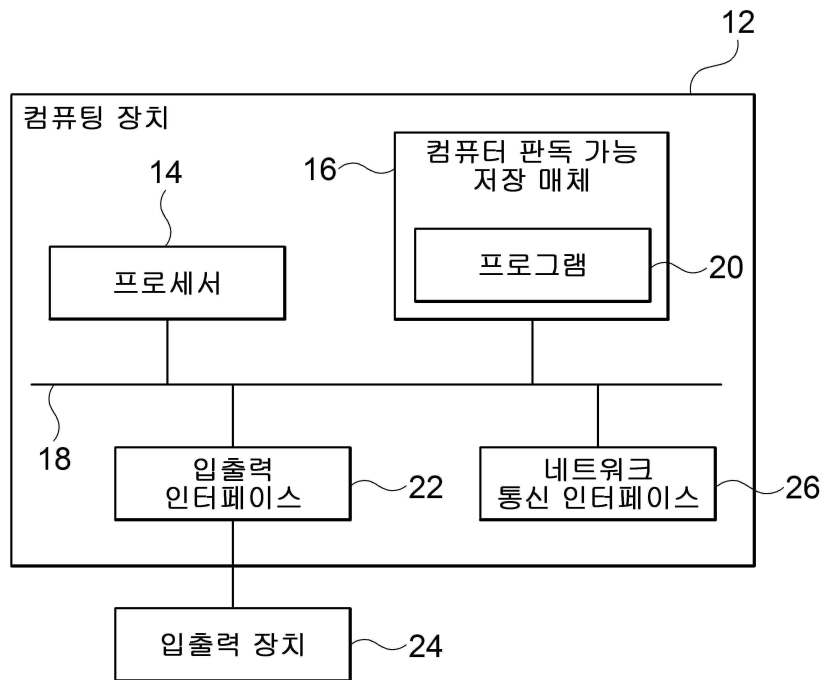 12
컴퓨팅 장치
14
16
컴퓨터 판독 가능
저장 매체
프로세서
프로그램
20
18
입출력
인터페이스
22
네트워크
통신 인터페이스
26
입출력 장치
24